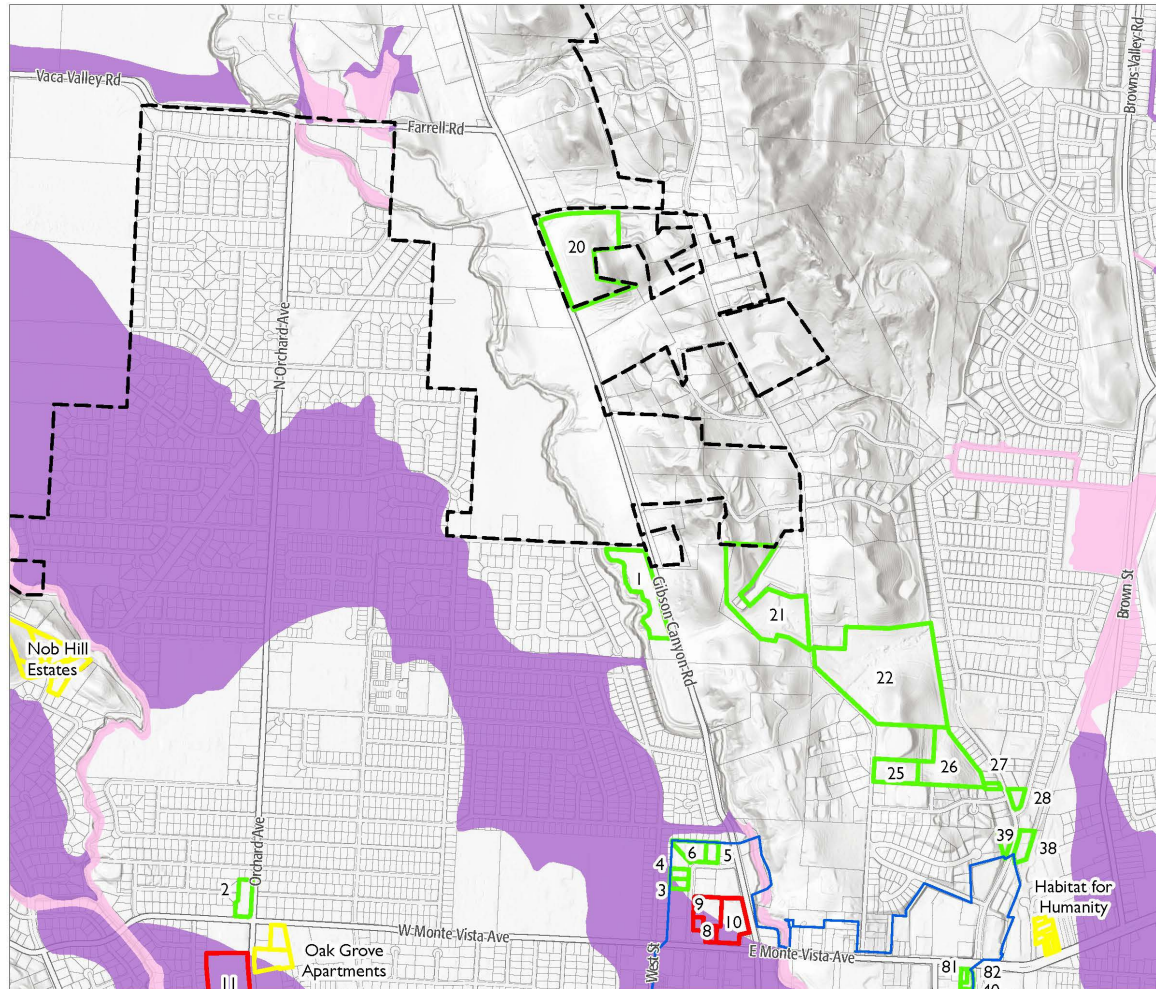 Vaca Valley Rd
Farrell Rd
Browns Valley Rd
20
N Orchard Ave
1
Gibson Canyon Rd
21
Brown St
Nob Hill
Estates
22
25
26
27
28
39
38
4
6
5
3
2
Orchard Ave
9
8
10
W Monte Vista Ave
E Monte Vista Ave
West St
Habitat for
Humanity
Oak Grove
Apartments
11
81
82
40